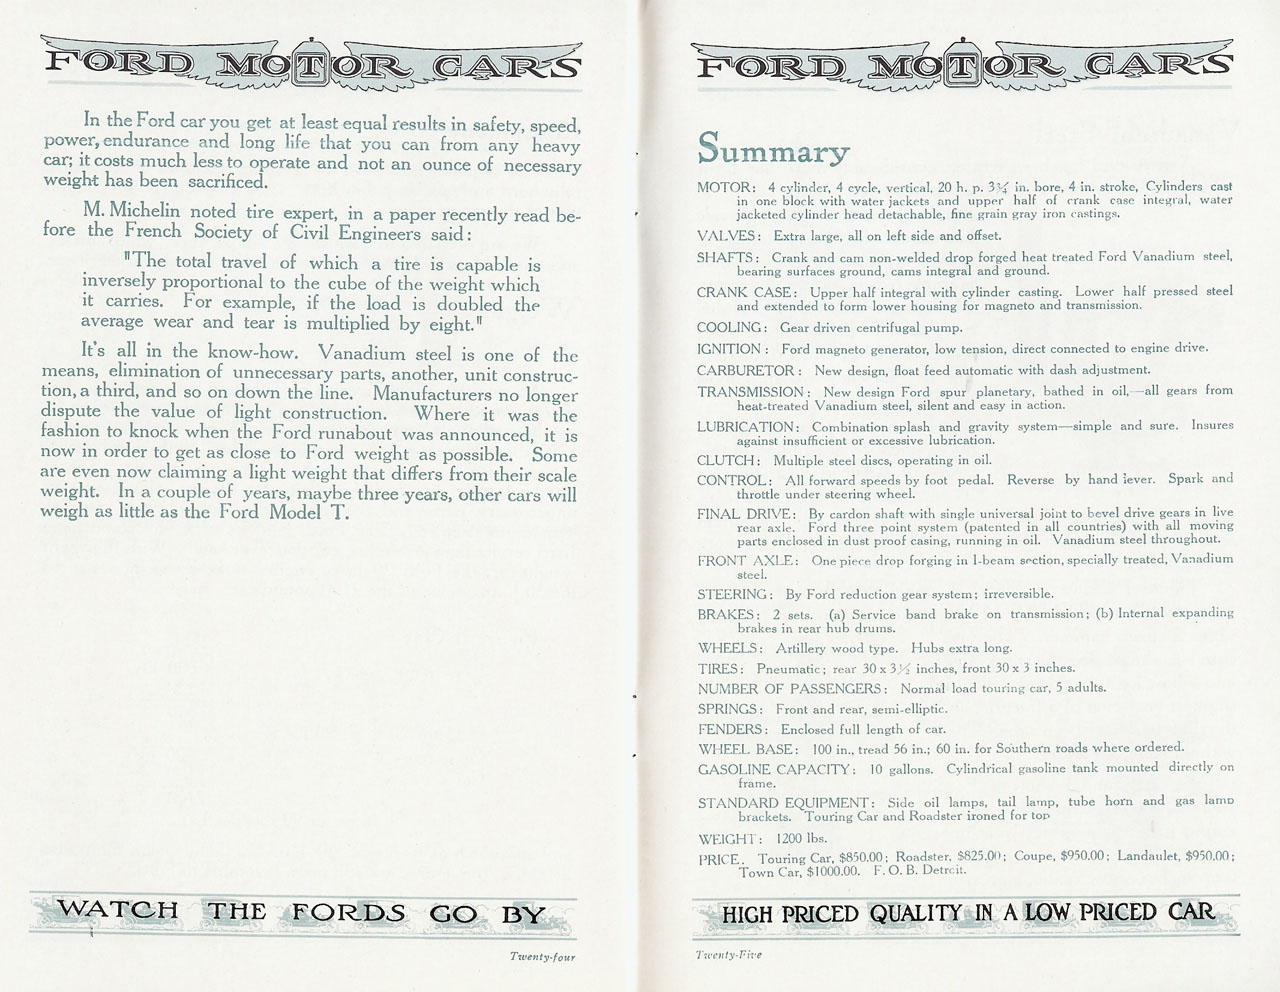 FORD MOTOR CARS
In the Ford car you get at least equal results in safety, speed,
power, endurance and long life that you can from any heavy
car; it costs much less to operate and not an ounce of necessary
weight has been sacrificed.
M. Michelin noted tire expert, in a paper recently read be-
fore the French Society of Civil Engineers said:
"The total travel of which a tire is capable is
inversely proportional to the cube of the weight which
it carries. For example, if the load is doubled the
average wear and tear is multiplied by eight."
It's all in the know-how. Vanadium steel is one of the
means, elimination of unnecessary parts, another, unit construc-
tion, a third, and so on down the line. Manufacturers no longer
dispute the value of light construction. Where it was the
fashion to knock when the Ford runabout was announced, it is
now in order to get as close to Ford weight as possible. Some
are even now claiming a light weight that differs from their scale
weight. In a couple of years, maybe three years, other cars will
weigh as little as the Ford Model T.
WATCH THE FORDS GO BY
Twenty-four
FORD MOTOR CARS
Summary
MOTOR: 4 cylinder, 4 cycle, vertical, 20 h. p. 3¾ in. bore, 4 in. stroke, Cylinders cast
in one block with water jackets and upper half of crank case integral, water
jacketed cylinder head detachable, fine grain gray iron castings.
VALVES: Extra large, all on left side and offset.
SHAFTS: Crank and cam non-welded drop forged heat treated Ford Vanadium steel,
bearing surfaces ground, cams integral and ground.
CRANK CASE: Upper half integral with cylinder casting. Lower half pressed steel
and extended to form lower housing for magneto and transmission.
COOLING: Gear driven centrifugal pump.
IGNITION: Ford magneto generator, low tension, direct connected to engine drive.
CARBURETOR: New design, float feed automatic with dash adjustment.
TRANSMISSION: New design Ford spur planetary, bathed in oil,—all gears from
heat-treated Vanadium steel, silent and easy in action.
LUBRICATION: Combination splash and gravity system—simple and sure. Insures
against insufficient or excessive lubrication.
CLUTCH: Multiple steel discs, operating in oil.
CONTROL: All forward speeds by foot pedal. Reverse by hand lever. Spark and
throttle under steering wheel.
FINAL DRIVE: By cardon shaft with single universal joint to bevel drive gears in live
rear axle. Ford three point system (patented in all countries) with all moving
parts enclosed in dust proof casing, running in oil. Vanadium steel throughout.
FRONT AXLE: One piece drop forging in I-beam section, specially treated, Vanadium
steel.
STEERING: By Ford reduction gear system; irreversible.
BRAKES: 2 sets. (a) Service band brake on transmission; (b) Internal expanding
brakes in rear hub drums.
WHEELS: Artillery wood type. Hubs extra long.
TIRES: Pneumatic; rear 30 x 3½ inches, front 30 x 3 inches.
NUMBER OF PASSENGERS: Normal load touring car, 5 adults.
SPRINGS: Front and rear, semi-elliptic.
FENDERS: Enclosed full length of car.
WHEEL BASE: 100 in., tread 56 in.; 60 in. for Southern roads where ordered.
GASOLINE CAPACITY: 10 gallons. Cylindrical gasoline tank mounted directly on
frame.
STANDARD EQUIPMENT: Side oil lamps, tail lamp, tube horn and gas lamp
brackets. Touring Car and Roadster ironed for top
WEIGHT: 1200 lbs.
PRICE. Touring Car, $850.00; Roadster, $825.00; Coupe, $950.00; Landaulet, $950.00;
Town Car, $1000.00. F. O. B. Detroit.
HIGH PRICED QUALITY IN A LOW PRICED CAR
Twenty-Five